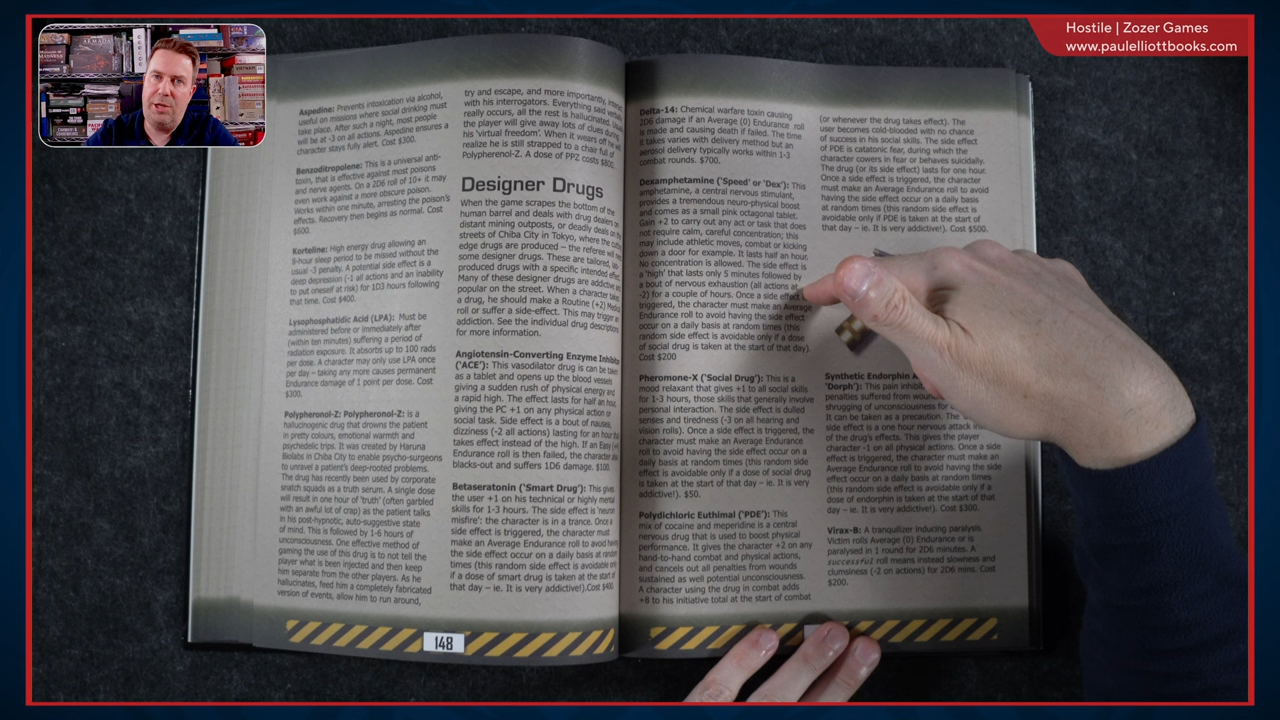 Hostile | Zozer Games
www.paulelliottbooks.com
Aspedine: Prevents intoxication via alcohol,
useful on missions where social drinking must
take place. After such a night, most people
will be at -3 on all actions. Aspedine ensures a
character stays fully alert. Cost $300.
Benzoditropolene: This is a universal anti-
toxin, that is effective against most poisons
and nerve agents. On a 2D6 roll of 10+ it may
even work against a more obscure poison.
Works within one minute, arresting the poison's
effects. Recovery then begins as normal. Cost
$600.
Korteline: High energy drug allowing an
8-hour sleep period to be missed without the
usual -3 penalty. A potential side effect is a
deep depression (-1 all actions and an inability
to put oneself at risk) for 1D3 hours following
that time. Cost $400.
Lysophosphatidic Acid (LPA): Must be
administered before or immediately after
(within ten minutes) suffering a period of
radiation exposure. It absorbs up to 100 rads
per dose. A character may only use LPA once
per day – taking any more causes permanent
Endurance damage of 1 point per dose. Cost
$300.
Polypheronol-Z: Polypheronol-Z: is a
hallucinogenic drug that drowns the patient
in pretty colours, emotional warmth and
psychedelic trips. It was created by Haruna
Biolabs in Chiba City to enable psycho-surgeons
to unravel a patient's deep-rooted problems.
The drug has recently been used by corporate
snatch squads as a truth serum. A single dose
will result in one hour of 'truth' (often garbled
with an awful lot of crap) as the patient talks
in his post-hypnotic, auto-suggestive state
of mind. This is followed by 1-6 hours of
unconsciousness. One effective method of
gaming the use of this drug is to not tell the
player what is being injected and then keep
him separate from the other players. As he
hallucinates, feed him a completely fabricated
version of events, allow him to run around,
try and escape, and more importantly,
with his interrogators. Everything said
really occurs, all the rest is hallucinated.
the player will give away lots of clues during
his 'virtual freedom'. When it wears off he
realize he is still strapped to a chair full of
Polypheronol-Z. A dose of PPZ costs $800.
Designer Drugs
When the game scrapes the bottom of the
human barrel and deals with drug dealers on
distant mining outposts, or deadly deals on
streets of Chiba City in Tokyo, where the
edge drugs are produced – the referee will
some designer drugs. These are tailored,
produced drugs with a specific intended effect.
Many of these designer drugs are addictive and
popular on the street. When a character takes
a drug, he should make a Routine (+2) Medical
roll or suffer a side-effect. This may trigger an
addiction. See the individual drug descriptions
for more information.
Angiotensin-Converting Enzyme Inhibitor
('ACE'): This vasodilator drug is can be taken
as a tablet and opens up the blood vessels
giving a sudden rush of physical energy and
a rapid high. The effect lasts for half an hour,
giving the PC +1 on any physical action or
social task. Side effect is a bout of nausea,
dizziness (-2 all actions) lasting for an hour
takes effect instead of the high. If an Easy
Endurance roll is then failed, the character
blacks-out and suffers 1D6 damage. $100.
Betaseratonin ('Smart Drug'): This gives
the user +1 on his technical or highly mental
skills for 1-3 hours. The side effect is 'neuron
misfire': the character is in a trance. Once a
side effect is triggered, the character must
make an Average Endurance roll to avoid having
the side effect occur on a daily basis at random
times (this random side effect is avoidable only
if a dose of smart drug is taken at the start of
that day – ie. It is very addictive!).Cost $400.
148
Delta-14: Chemical warfare toxin causing
2D6 damage if an Average (0) Endurance roll
is made and causing death if failed. The time
it takes varies with delivery method but an
aerosol delivery typically works within 1-3
combat rounds. $700.
Dexamphetamine ('Speed' or 'Dex'): This
amphetamine, a central nervous stimulant,
provides a tremendous neuro-physical boost
and comes as a small pink octagonal tablet.
Gain +2 to carry out any act or task that does
not require calm, careful concentration; this
may include athletic moves, combat or kicking
down a door for example. It lasts half an hour.
No concentration is allowed. The side effect is
a 'high' that lasts only 5 minutes followed by
a bout of nervous exhaustion (all actions at
-2) for a couple of hours. Once a side effect
triggered, the character must make an Average
Endurance roll to avoid having the side effect
occur on a daily basis at random times (this
random side effect is avoidable only if a dose
of social drug is taken at the start of that day).
Cost $200
Pheromone-X ('Social Drug'): This is a
mood relaxant that gives +1 to all social skills
for 1-3 hours, those skills that generally involve
personal interaction. The side effect is dulled
senses and tiredness (-3 on all hearing and
vision rolls). Once a side effect is triggered, the
character must make an Average Endurance
roll to avoid having the side effect occur on a
daily basis at random times (this random side
effect is avoidable only if a dose of social drug
is taken at the start of that day – ie. It is very
addictive!). $50.
Polydichloric Euthimal ('PDE'): This
mix of cocaine and meperidine is a central
nervous drug that is used to boost physical
performance. It gives the character +2 on any
hand-to-hand combat and physical actions,
and cancels out all penalties from wounds
sustained as well potential unconsciousness.
A character using the drug in combat adds
+8 to his initiative total at the start of combat
(or whenever the drug takes effect). The
user becomes cold-blooded with no chance
of success in his social skills. The side effect
of PDE is catatonic fear, during which the
character cowers in fear or behaves suicidally.
The drug (or its side effect) lasts for one hour.
Once a side effect is triggered, the character
must make an Average Endurance roll to avoid
having the side effect occur on a daily basis
at random times (this random side effect is
avoidable only if PDE is taken at the start of
that day – ie. It is very addictive!). Cost $500.
Synthetic Endorphin
'Dorph'): This pain
penalties suffered from
shrugging of unconsciousness for
It can be taken as a precaution. The
side effect is a one hour nervous attack
of the drug's effects. This gives the player
character -1 on all physical actions. Once a side
effect is triggered, the character must make an
Average Endurance roll to avoid having the side
effect occur on a daily basis at random times
(this random side effect is avoidable only if a
dose of endorphin is taken at the start of that
day – ie. It is very addictive!). Cost $300.
Virax-B: A tranquilizer inducing paralysis.
Victim rolls Average (0) Endurance or is
paralysed in 1 round for 2D6 minutes. A
successful roll means instead slowness and
clumsiness (-2 on actions) for 2D6 mins. Cost
$200.